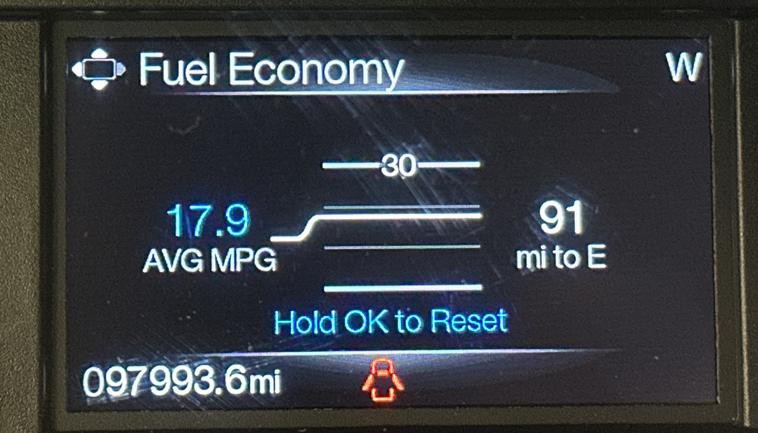 Fuel Economy W
30
17.9 91
AVG MPG mi to E
Hold OK to Reset
097993.6mi